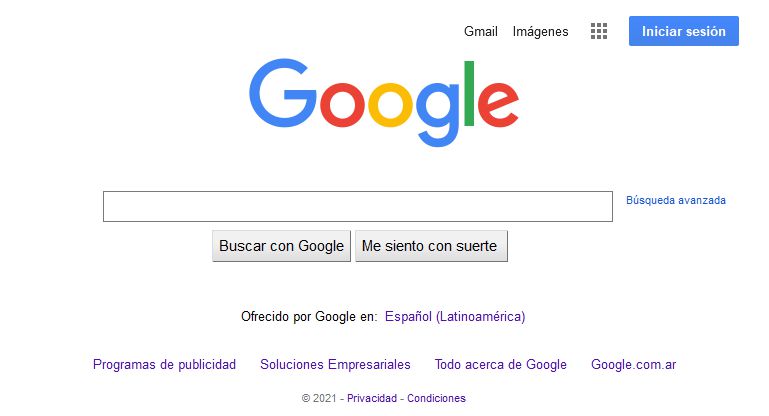 Gmail Imágenes Iniciar sesión
Google
Búsqueda avanzada
Buscar con Google Me siento con suerte
Ofrecido por Google en: Español (Latinoamérica)
Programas de publicidad Soluciones Empresariales Todo acerca de Google Google.com.ar
© 2021 - Privacidad - Condiciones